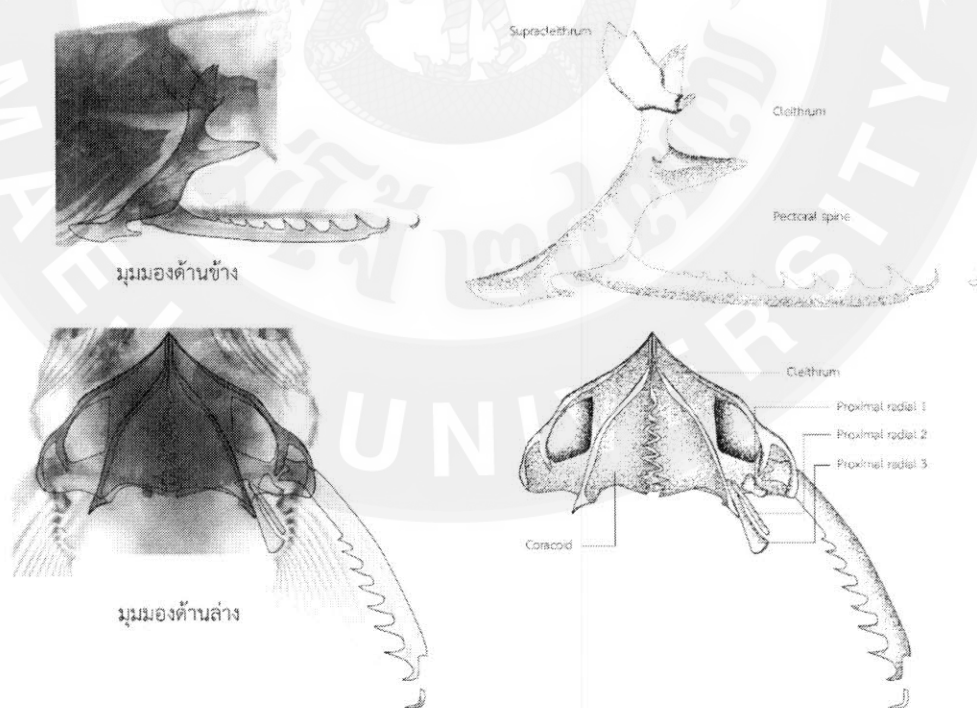 Supracleithrum
Cleithrum
Pectoral spine
มุมมองด้านข้าง
Cleithrum
Proximal radial 1
Proximal radial 2
Proximal radial 3
Coracoid
มุมมองด้านล่าง
UNIVERSITY